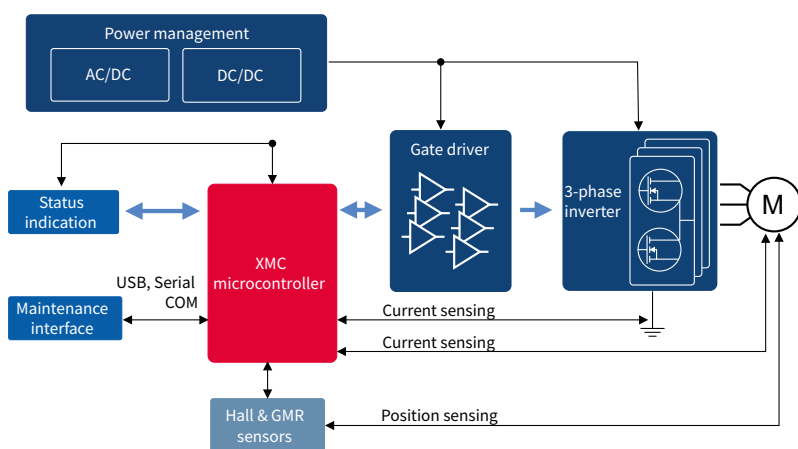 Power management
AC/DC
DC/DC
Gate driver
3-phase
inverter
M
Status
indication
XMC
microcontroller
USB, Serial
COM
Maintenance
interface
Current sensing
Current sensing
Hall & GMR
sensors
Position sensing